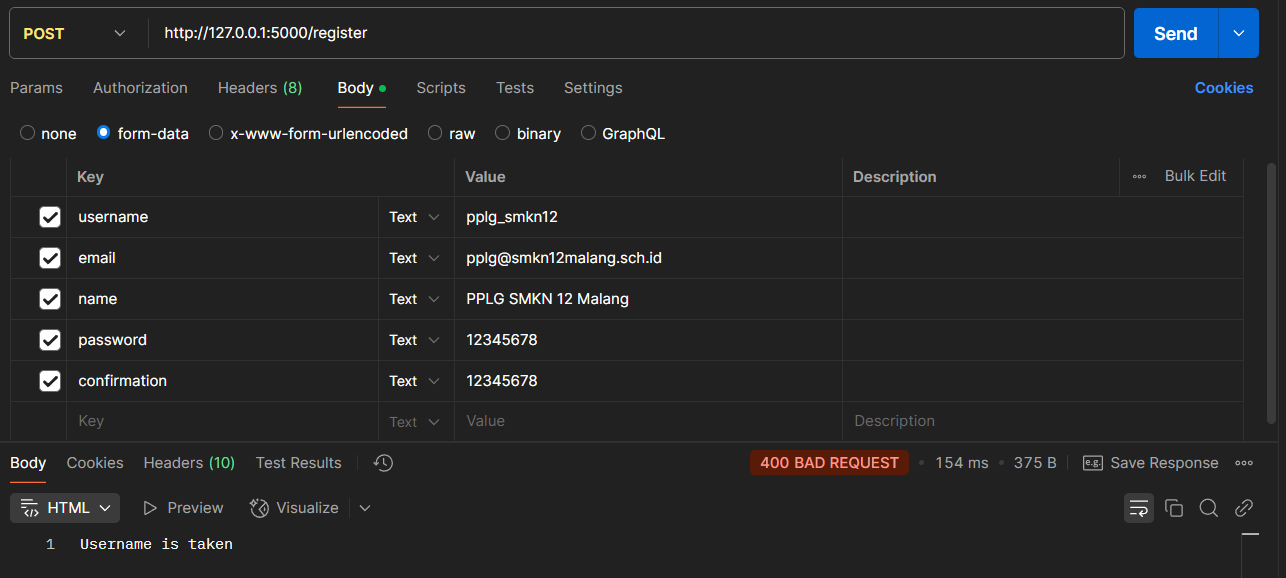 POST http://127.0.0.1:5000/register Send
Params Authorization Headers (8) Body Scripts Tests Settings Cookies
none form-data x-www-form-urlencoded raw binary GraphQL
Key Value Description Bulk Edit
username Text pplg_smkn12
email Text pplg@smkn12malang.sch.id
name Text PPLG SMKN 12 Malang
password Text 12345678
confirmation Text 12345678
Key Text Value Description
Body Cookies Headers (10) Test Results 400 BAD REQUEST 154 ms 375 B e.g. Save Response
HTML Preview Visualize
1 Username is taken